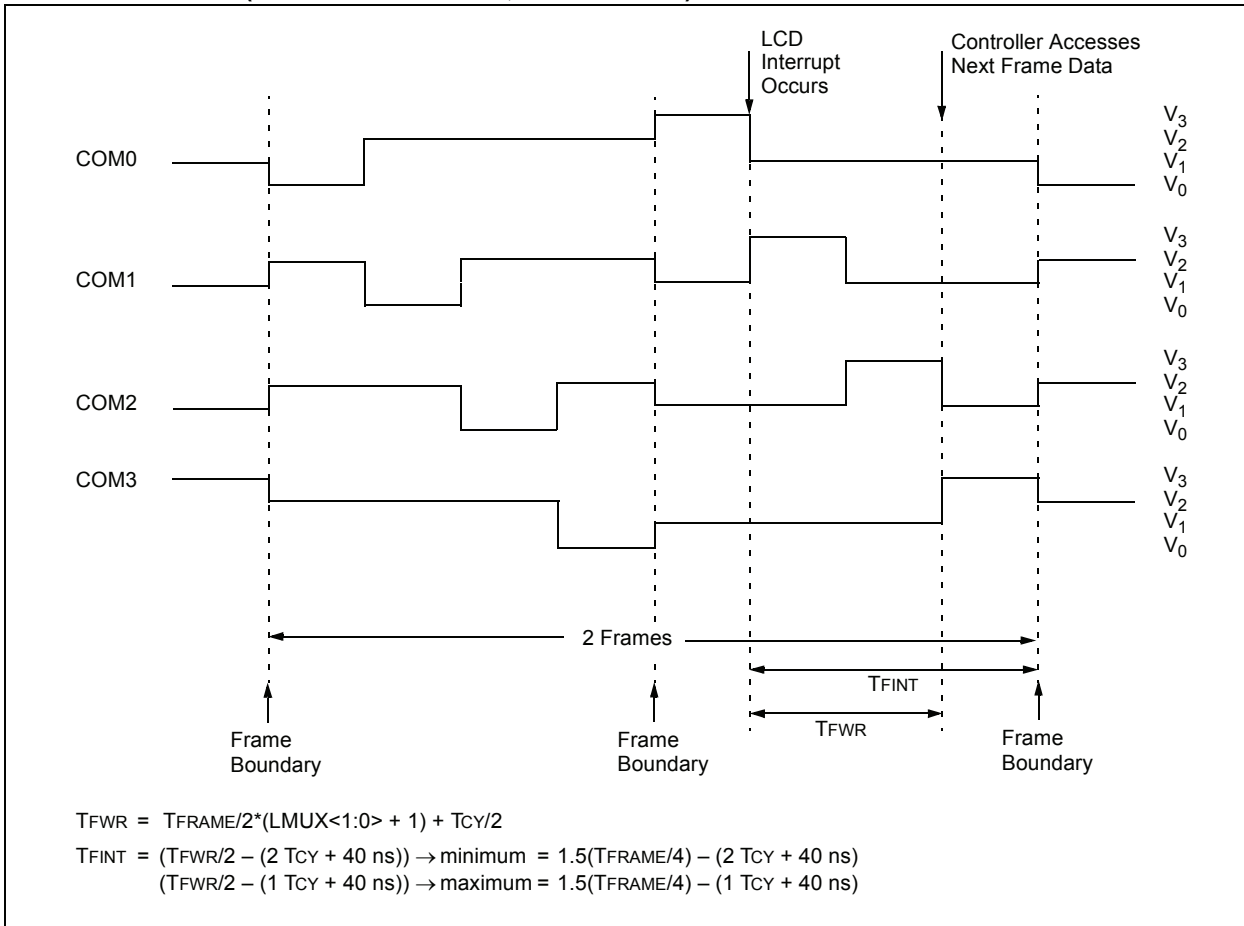 LCD
Interrupt
Occurs
Controller Accesses
Next Frame Data
COM0
V3
V2
V1
V0
COM1
V3
V2
V1
V0
COM2
V3
V2
V1
V0
COM3
V3
V2
V1
V0
2 Frames
TFINT
TFWR
Frame
Boundary
Frame
Boundary
Frame
Boundary
TFWR = TFRAME/2*(LMUX<1:0> + 1) + TCY/2
TFINT = (TFWR/2 – (2 TCY + 40 ns)) → minimum = 1.5(TFRAME/4) – (2 TCY + 40 ns)
(TFWR/2 – (1 TCY + 40 ns)) → maximum = 1.5(TFRAME/4) – (1 TCY + 40 ns)